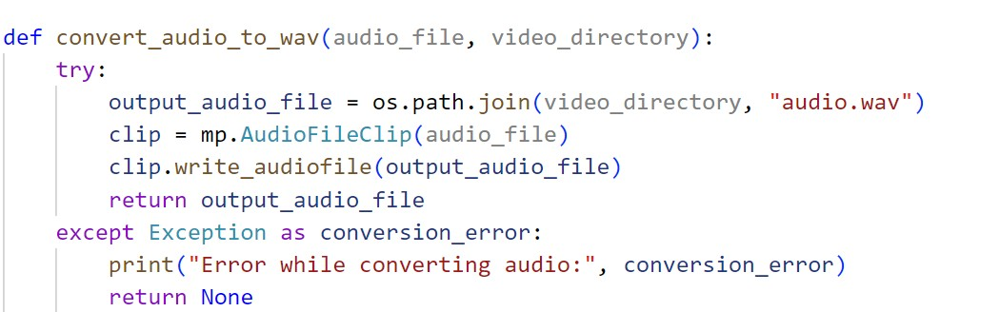 def convert_audio_to_wav(audio_file, video_directory):
    try:
        output_audio_file = os.path.join(video_directory, "audio.wav")
        clip = mp.AudioFileClip(audio_file)
        clip.write_audiofile(output_audio_file)
        return output_audio_file
    except Exception as conversion_error:
        print("Error while converting audio:", conversion_error)
        return None